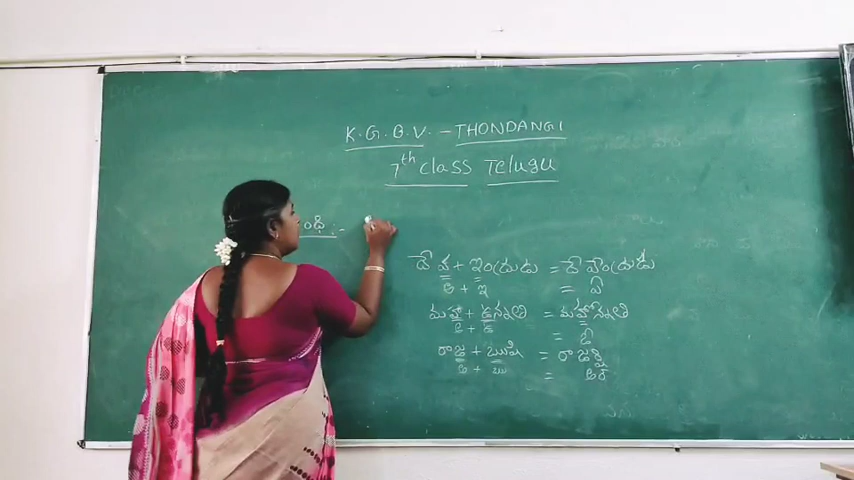 K.G.B.V. - THONDANGI
7th class Telugu
ంధి :-
దేవ + ఇంద్రుడు = దేవేంద్రుడు
అ + ఇ = ఏ
మహా + ఉన్నతి = మహోన్నతి
ఆ + ఉ = ఓ
రాజ + ఋషి = రాజర్షి
అ + ఋ = అర్